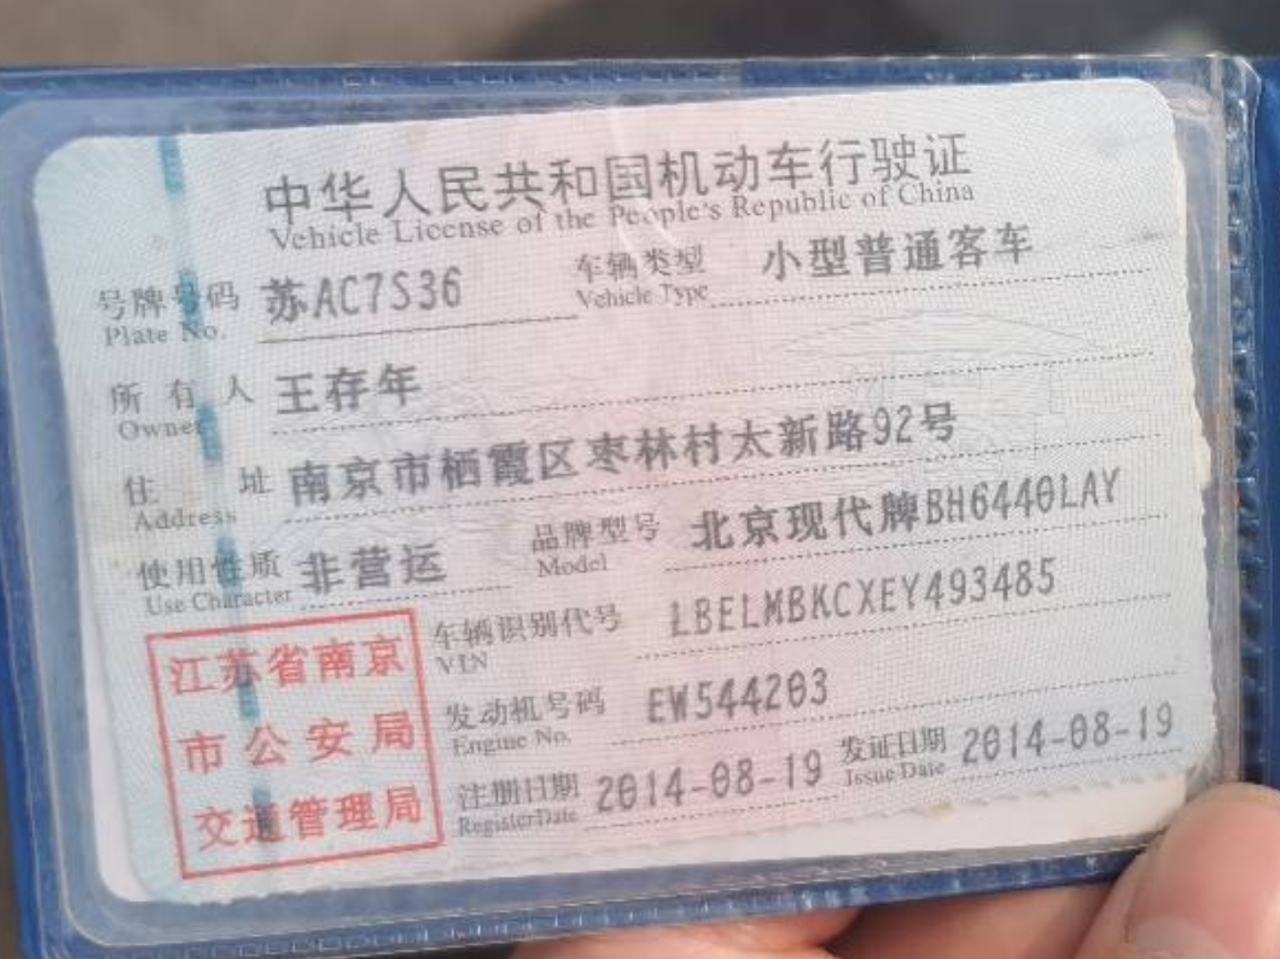 中华人民共和国机动车行驶证
Vehicle License of the People's Republic of China
号牌号码 苏AC7S36 车辆类型 小型普通客车
Plate No. Vehicle Type
所有人 王存年
Owner
住址 南京市栖霞区枣林村太新路92号
Address
使用性质 非营运 品牌型号 北京现代牌BH6440LAY
Use Character Model
江苏省南京
市公安局
交通管理局
车辆识别代号 LBELMBKCXEY493485
VIN
发动机号码 EW544203
Engine No.
注册日期 2014-08-19 发证日期 2014-08-19
Register Date Issue Date